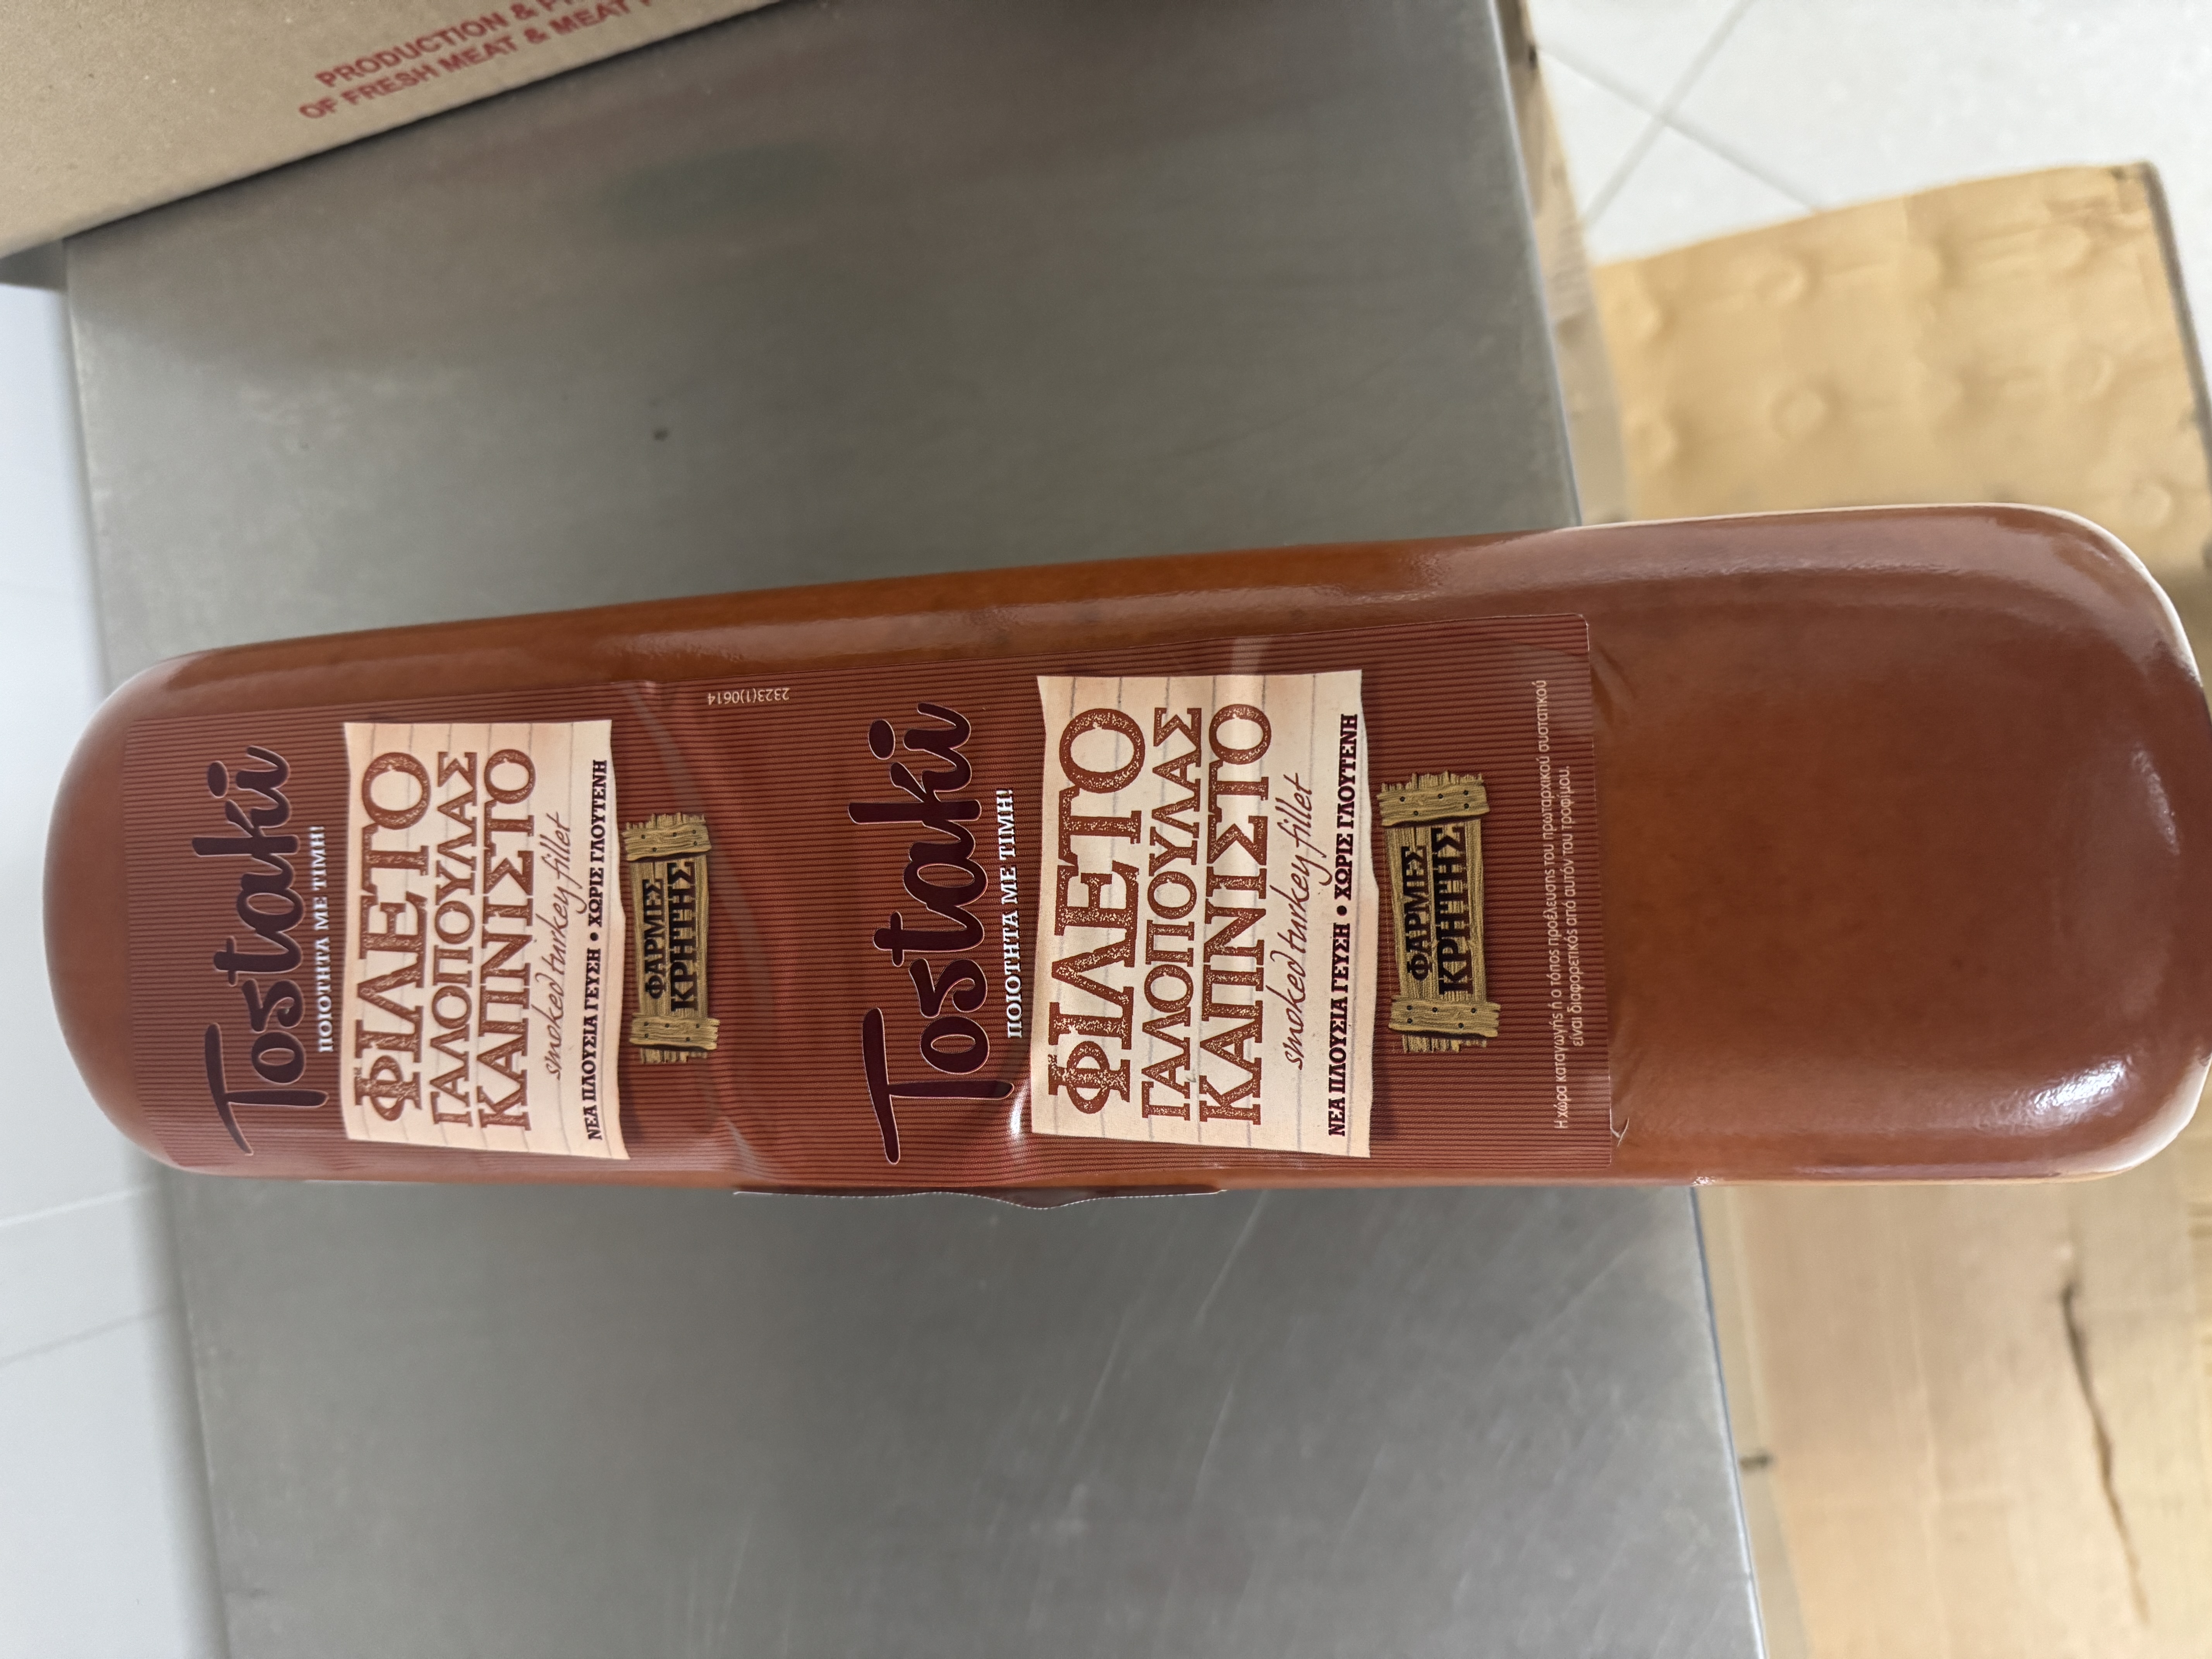 PRODUCTION &
OF FRESH MEAT & MEAT
Tostaki
ΠΟΙΟΤΗΤΑ ΜΕ ΤΙΜΗ!
ΦΙΛΕΤΟ
ΓΑΛΟΠΟΥΛΑΣ
ΚΑΠΝΙΣΤΟ
smoked turkey fillet
ΝΕΑ ΠΛΟΥΣΙΑ ΓΕΥΣΗ • ΧΩΡΙΣ ΓΛΟΥΤΕΝΗ
ΦΑΡΜΕΣ
ΚΡΗΤΗΣ
2323(1)0614
Tostaki
ΠΟΙΟΤΗΤΑ ΜΕ ΤΙΜΗ!
ΦΙΛΕΤΟ
ΓΑΛΟΠΟΥΛΑΣ
ΚΑΠΝΙΣΤΟ
smoked turkey fillet
ΝΕΑ ΠΛΟΥΣΙΑ ΓΕΥΣΗ • ΧΩΡΙΣ ΓΛΟΥΤΕΝΗ
ΦΑΡΜΕΣ
ΚΡΗΤΗΣ
Η χώρα καταγωγής ή ο τόπος προέλευσης του πρωταρχικού συστατικού
είναι διαφορετικός από αυτόν του τροφίμου.